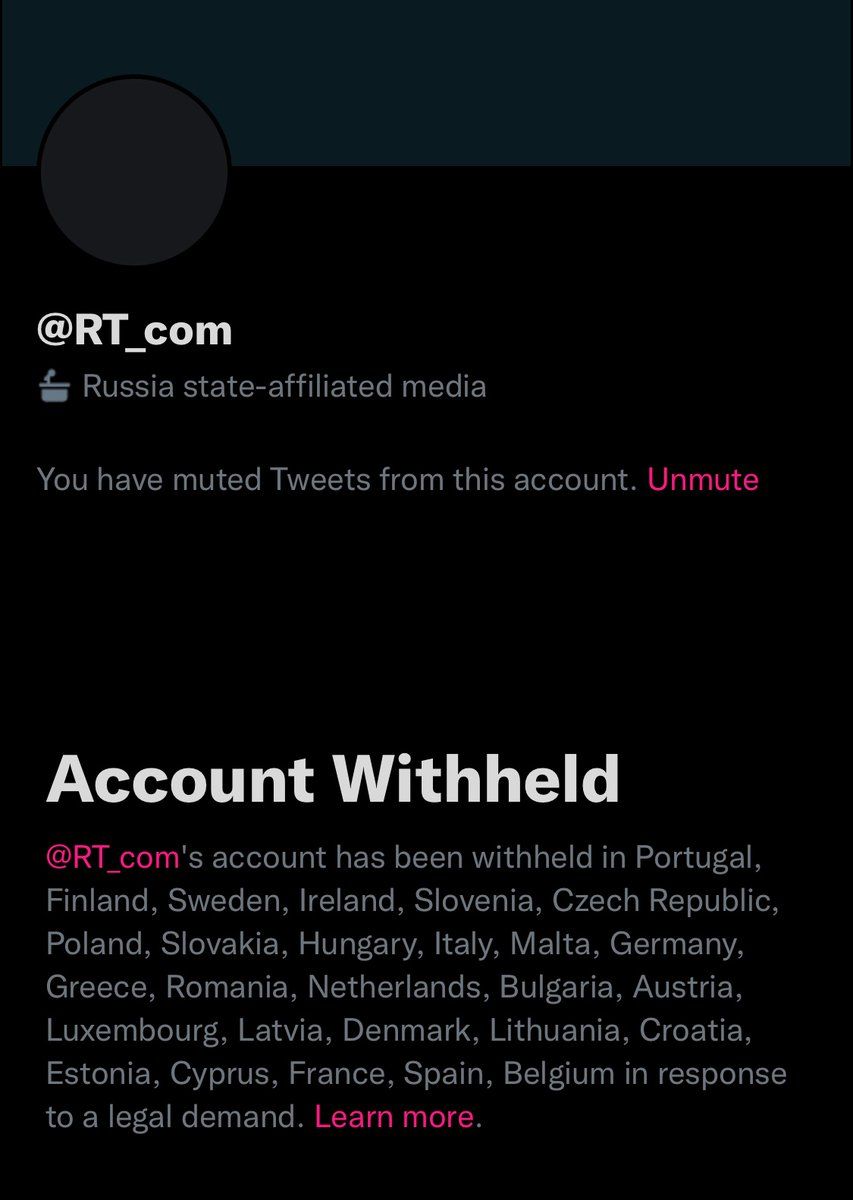 @RT_com
Russia state-affiliated media
You have muted Tweets from this account. Unmute
Account Withheld
@RT_com's account has been withheld in Portugal,
Finland, Sweden, Ireland, Slovenia, Czech Republic,
Poland, Slovakia, Hungary, Italy, Malta, Germany,
Greece, Romania, Netherlands, Bulgaria, Austria,
Luxembourg, Latvia, Denmark, Lithuania, Croatia,
Estonia, Cyprus, France, Spain, Belgium in response
to a legal demand. Learn more.